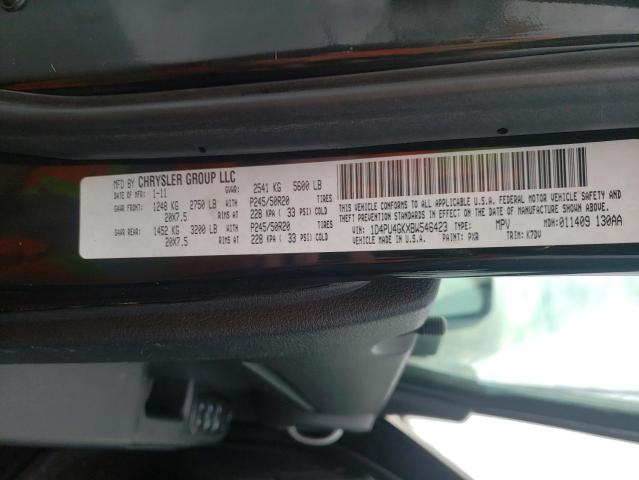 MFD BY CHRYSLER GROUP LLC
DATE OF MFR: 1-11 GVWR: 2541 KG 5600 LB
GAWR FRONT: 1248 KG 2750 LB WITH P245/50R20 TIRES
20X7.5 RIMS AT 228 KPA ( 33 PSI) COLD
GAWR REAR: 1452 KG 3200 LB WITH P245/50R20 TIRES
20X7.5 RIMS AT 228 KPA ( 33 PSI) COLD
THIS VEHICLE CONFORMS TO ALL APPLICABLE U.S.A. FEDERAL MOTOR VEHICLE SAFETY AND
THEFT PREVENTION STANDARDS IN EFFECT ON THE DATE OF MANUFACTURE SHOWN ABOVE.
VIN: 1D4PU4GKXBW546423 TYPE: MPV MDH: 011409 130AA
VEHICLE MADE IN U.S.A. PAINT: PXR TRIM: K7DV